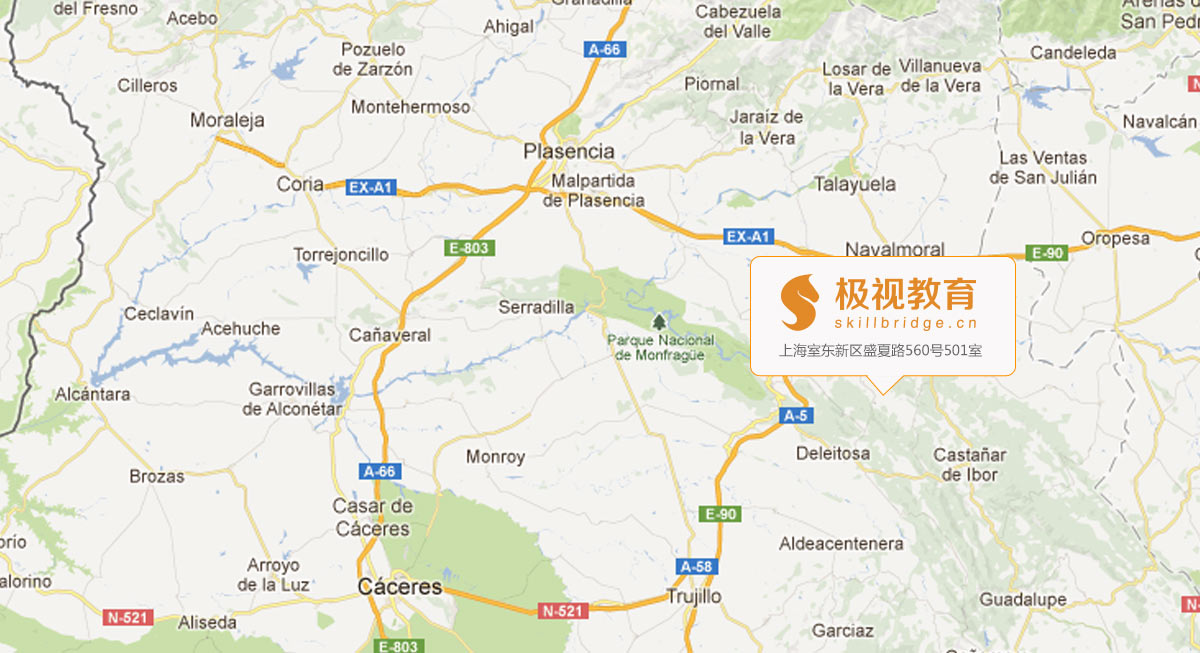 del Fresno
Acebo
Ahigal
Granadilla
Cabezuela
del Valle
San Pedr
Pozuelo
de Zarzón
A-66
Candeleda
Cilleros
Piornal
Losar de
la Vera
Villanueva
de la Vera
N
Montehermoso
Moraleja
Jaraíz de
la Vera
Navalcán
Plasencia
Las Ventas
de San Julián
Coria
EX-A1
Malpartida
de Plasencia
Talayuela
E-803
EX-A1
Navalmoral
E-90
Oropesa
Torrejoncillo
Serradilla
极视教育
skillbridge.cn
上海室东新区盛夏路560号501室
Ceclavín
Acehuche
Cañaveral
Parque Nacional
de Monfragüe
Alcántara
Garrovillas
de Alconétar
A-5
Deleitosa
Castañar
de Ibor
Monroy
A-66
Brozas
Casar de
Cáceres
E-90
orio
Aldeacentenera
Arroyo
de la Luz
A-58
alorino
Cáceres
Trujillo
Guadalupe
N-521
Aliseda
N-521
N-
Garciaz
E-803